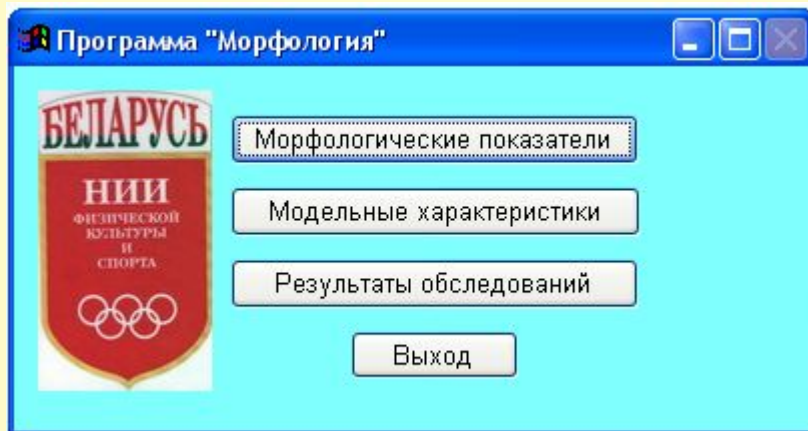 Программа "Морфология"
БЕЛАРУСЬ
НИИ
ФИЗИЧЕСКОЙ
КУЛЬТУРЫ
И
СПОРТА
Морфологические показатели
Модельные характеристики
Результаты обследований
Выход